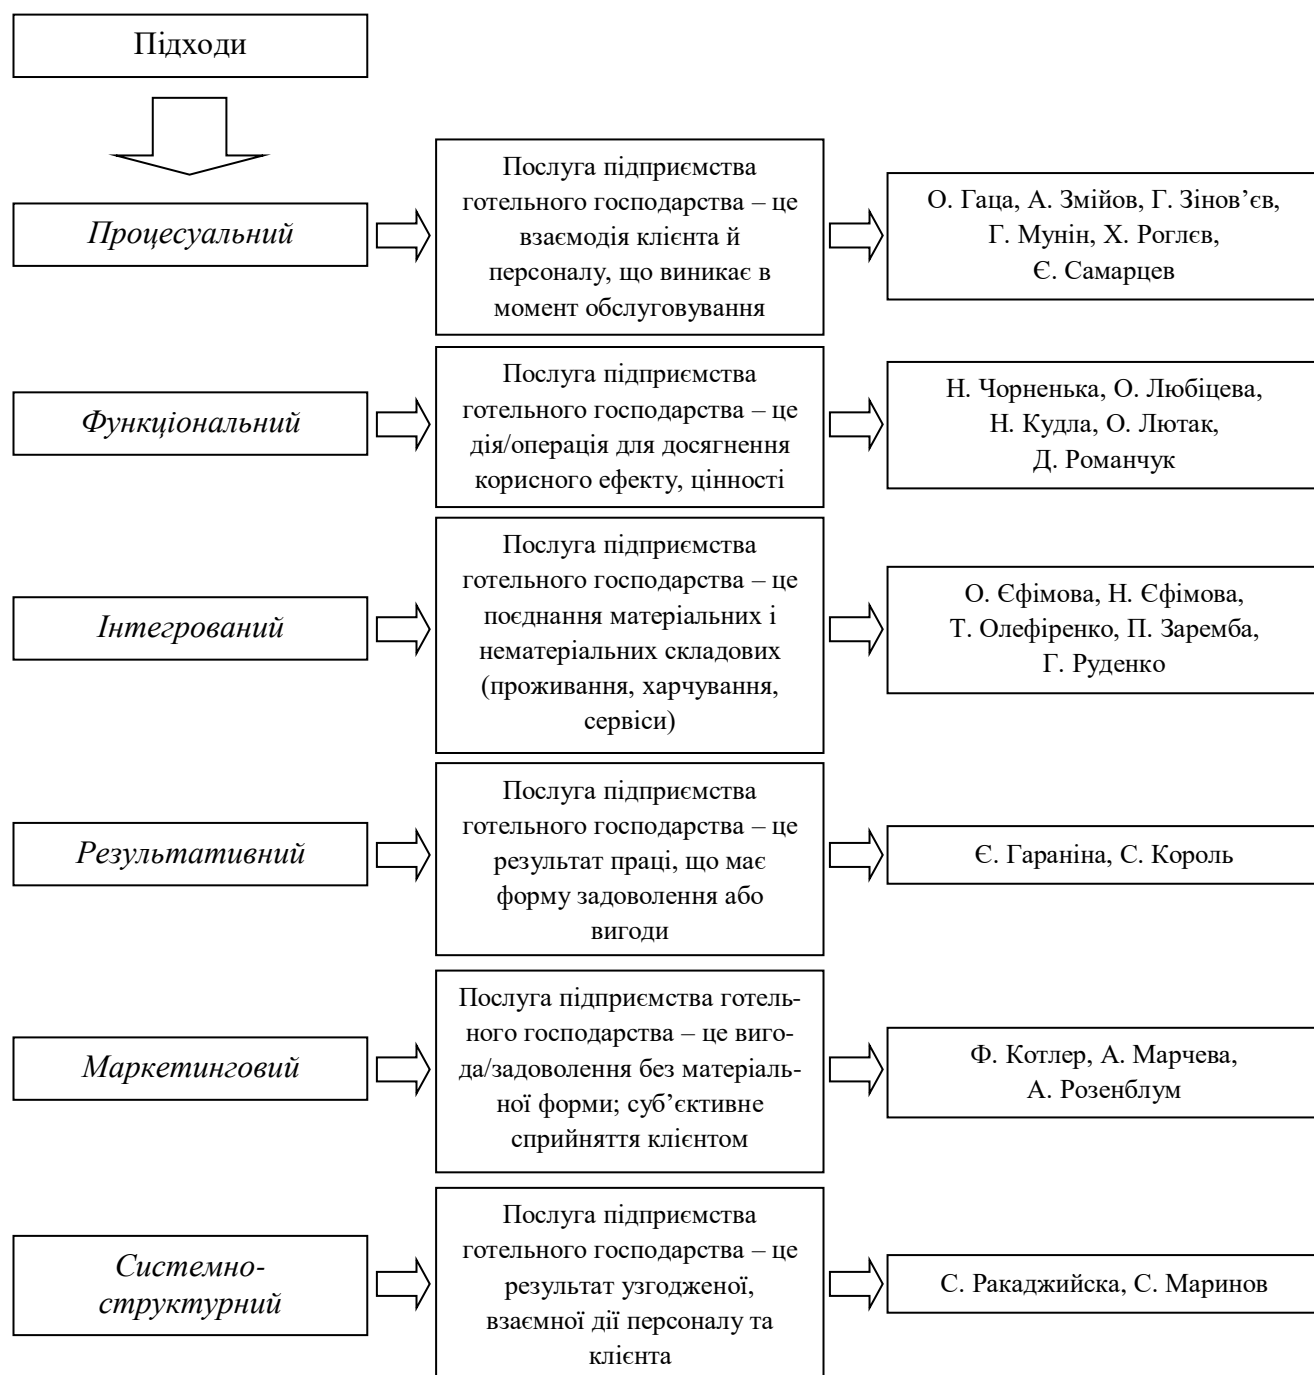 Підходи
Процесуальний
Послуга підприємства
готельного господарства – це
взаємодія клієнта й
персоналу, що виникає в
момент обслуговування
О. Гаца, А. Змійов, Г. Зінов’єв,
Г. Мунін, Х. Роглєв,
Є. Самарцев
Функціональний
Послуга підприємства
готельного господарства – це
дія/операція для досягнення
корисного ефекту, цінності
Н. Чорненька, О. Любіцева,
Н. Кудла, О. Лютак,
Д. Романчук
Інтегрований
Послуга підприємства
готельного господарства – це
поєднання матеріальних і
нематеріальних складових
(проживання, харчування,
сервіси)
О. Єфімова, Н. Єфімова,
Т. Олефіренко, П. Заремба,
Г. Руденко
Результативний
Послуга підприємства
готельного господарства – це
результат праці, що має
форму задоволення або
вигоди
Є. Гараніна, С. Король
Маркетинговий
Послуга підприємства готель-
ного господарства – це виго-
да/задоволення без матеріаль-
ної форми; суб’єктивне
сприйняття клієнтом
Ф. Котлер, А. Марчева,
А. Розенблум
Системно-
структурний
Послуга підприємства
готельного господарства – це
результат узгодженої,
взаємної дії персоналу та
клієнта
С. Ракаджийска, С. Маринов